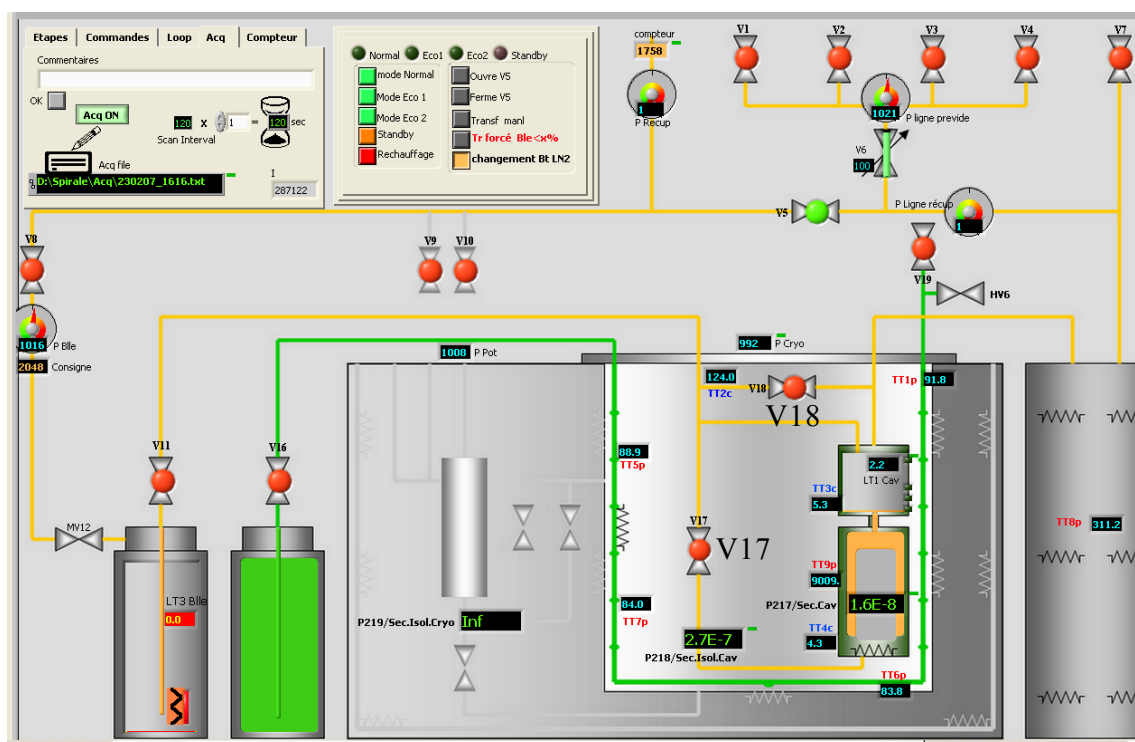 Etapes Commandes Loop Acq Compteur
Commentaires
OK
Acq ON
120 X 1 = 120 sec
Scan Interval
Acq file
D:\Spirale\Acq\230207_1616.txt
I
287122
Normal Eco1 Eco2 Standby
mode Normal
Mode Eco 1
Mode Eco 2
Standby
Rechauffage
Ouvre V5
Ferme V5
Transf manl
Tr forcé Ble<x%
changement Bt LN2
compteur
1758
1
P Recup
V1 V2 V3 V4 V7
1021
P ligne previde
V6
100
V5
P Ligne récup
1
V8 V9 V10
V19
HV6
1016 P Blle
2048 Consigne
1008 P Pot
992 P Cryo
124.0
TT2c
V18
V18
TT1p 91.8
V11 V16
88.9
TT5p
2.2
LT1 Cav
TT3c
5.3
V17
V17
MV12
TT8p 311.2
TT9p
9009.
LT3 Blle
0.0
84.0
TT7p
P217/Sec.Cav 1.6E-8
P219/Sec.Isol.Cryo Inf
2.7E-7
P218/Sec.Isol.Cav
TT4c
4.3
TT6p
83.8